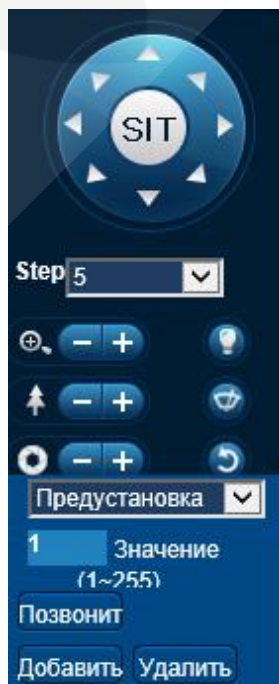 SIT
Step 5
Предустановка
1 Значение
(1~255)
Позвонит
Добавить Удалить